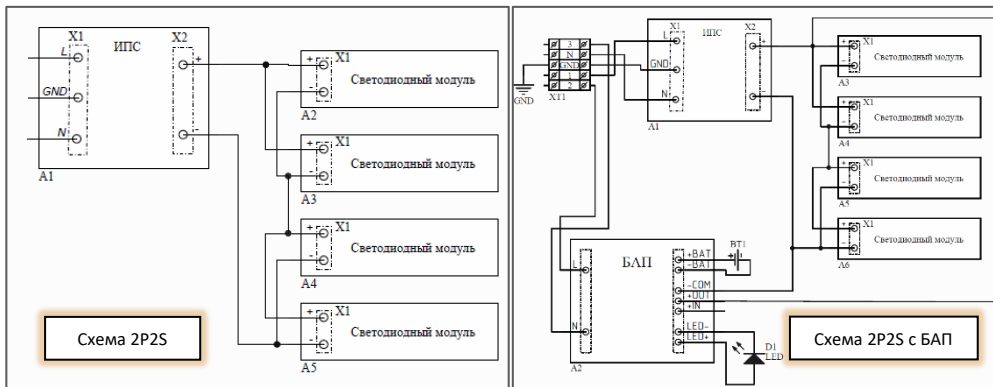 X1
ИПС
X2
L
GND
N
+
-
A1
X1
+
-
Светодиодный модуль
A2
X1
+
-
Светодиодный модуль
A3
X1
+
-
Светодиодный модуль
A4
X1
+
-
Светодиодный модуль
A5
Схема 2P2S
3
N
GND
1
2
XT1
GND
X1
ИПС
X2
L
GND
N
+
-
A1
X1
+
-
Светодиодный модуль
A3
X1
+
-
Светодиодный модуль
A4
X1
+
-
Светодиодный модуль
A5
X1
+
-
Светодиодный модуль
A6
БАП
L
N
+BAT
-BAT
-COM
+OUT
+IN
LED-
LED+
A2
BT1
+
D1
LED
Схема 2P2S с БАП